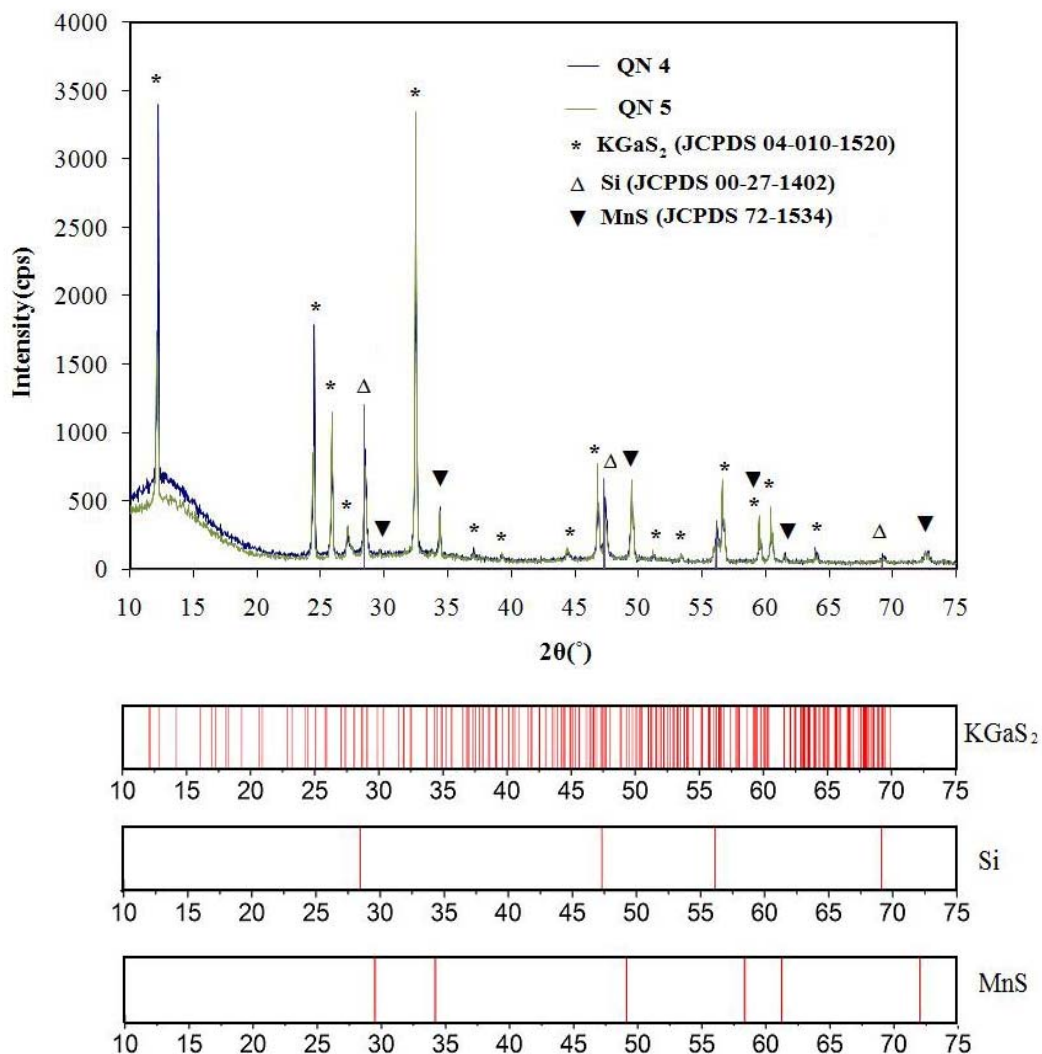 4000
3500
3000
2500
2000
1500
1000
500
0
Intensity(cps)
QN 4
QN 5
* KGaS₂ (JCPDS 04-010-1520)
Δ Si (JCPDS 00-27-1402)
▼ MnS (JCPDS 72-1534)
* * * * Δ ▼ * ▼ * * * * Δ ▼ * * * ▼ * * ▼ * Δ ▼
10 15 20 25 30 35 40 45 50 55 60 65 70 75
2θ(°)
KGaS₂
10 15 20 25 30 35 40 45 50 55 60 65 70 75
Si
10 15 20 25 30 35 40 45 50 55 60 65 70 75
MnS
10 15 20 25 30 35 40 45 50 55 60 65 70 75